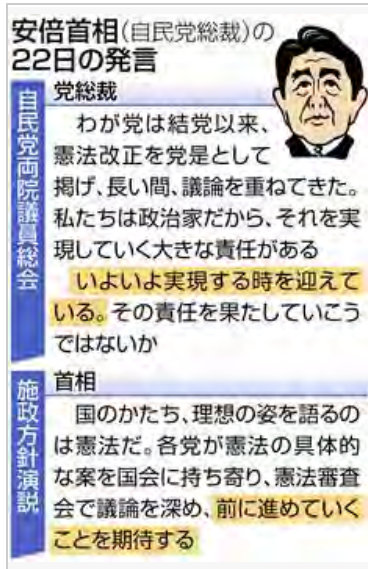 安倍首相(自民党総裁)の
22日の発言
自民党両院議員総会
党総裁
わが党は結党以来、
憲法改正を党是として
掲げ、長い間、議論を重ねてきた。
私たちは政治家だから、それを実
現していく大きな責任がある
いよいよ実現する時を迎えて
いる。その責任を果たしていこう
ではないか
施政方針演説
首相
国のかたち、理想の姿を語るの
は憲法だ。各党が憲法の具体的
な案を国会に持ち寄り、憲法審査
会で議論を深め、前に進めていく
ことを期待する